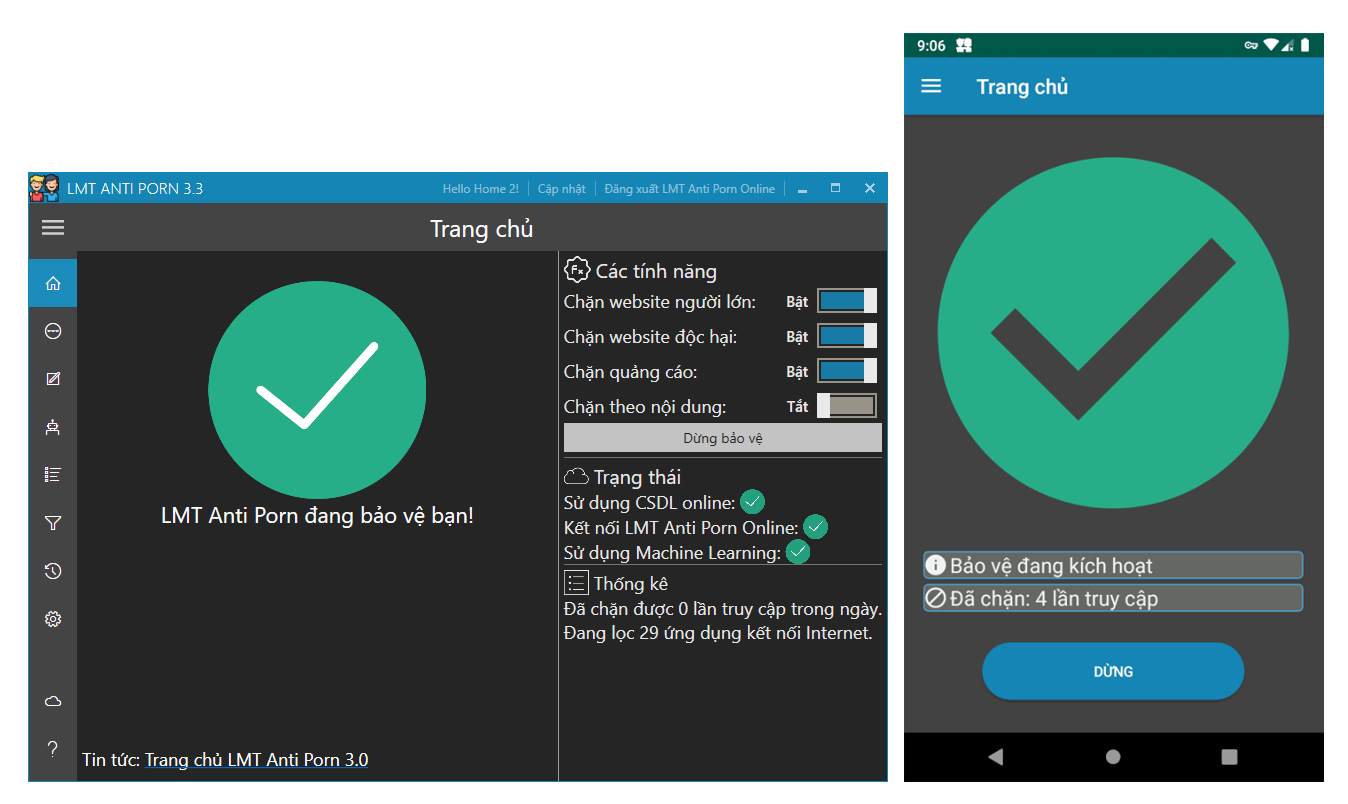 LMT ANTI PORN 3.3
Hello Home 2!
Cập nhật
Đăng xuất LMT Anti Porn Online
Trang chủ
LMT Anti Porn đang bảo vệ bạn!
Tin tức: Trang chủ LMT Anti Porn 3.0
Các tính năng
Chặn website người lớn: Bật
Chặn website độc hại: Bật
Chặn quảng cáo: Bật
Chặn theo nội dung: Tắt
Dừng bảo vệ
Trạng thái
Sử dụng CSDL online:
Kết nối LMT Anti Porn Online:
Sử dụng Machine Learning:
Thống kê
Đã chặn được 0 lần truy cập trong ngày.
Đang lọc 29 ứng dụng kết nối Internet.
9:06
Trang chủ
Bảo vệ đang kích hoạt
Đã chặn: 4 lần truy cập
DỪNG